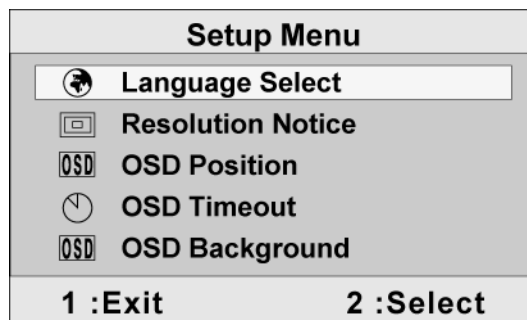 Setup Menu
Language Select
Resolution Notice
OSD OSD Position
OSD Timeout
OSD OSD Background
1 :Exit 2 :Select